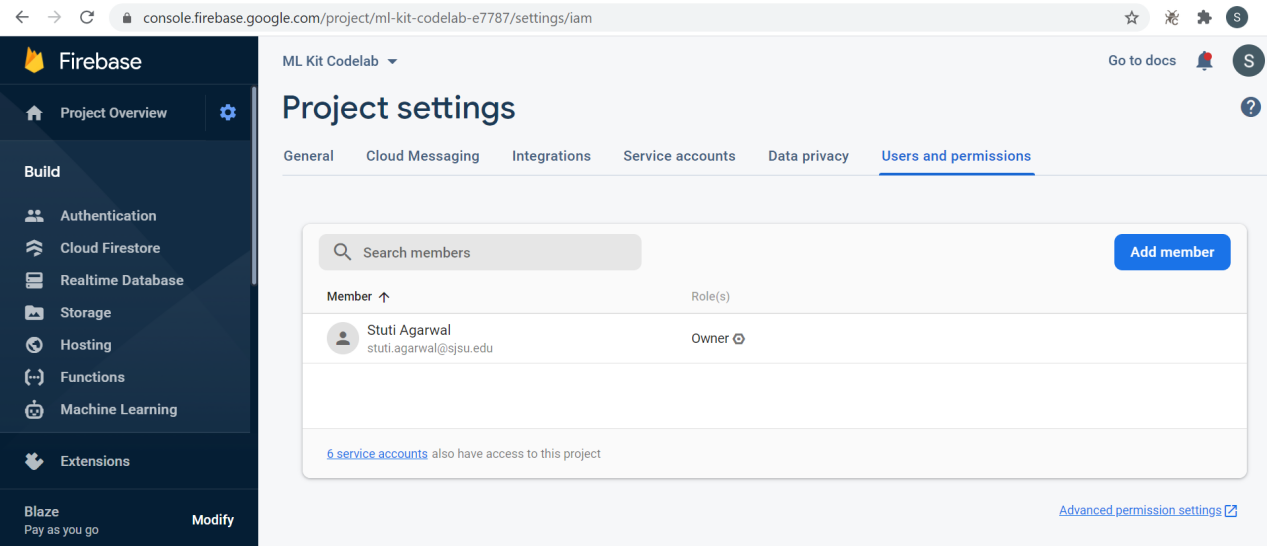 console.firebase.google.com/project/ml-kit-codelab-e7787/settings/iam
S
Firebase
ML Kit Codelab
Go to docs
S
Project Overview
Project settings
?
General
Cloud Messaging
Integrations
Service accounts
Data privacy
Users and permissions
Build
Authentication
Cloud Firestore
Realtime Database
Storage
Hosting
Functions
Machine Learning
Extensions
Blaze
Pay as you go
Modify
Search members
Add member
Member
Role(s)
Stuti Agarwal
stuti.agarwal@sjsu.edu
Owner
6 service accounts also have access to this project
Advanced permission settings